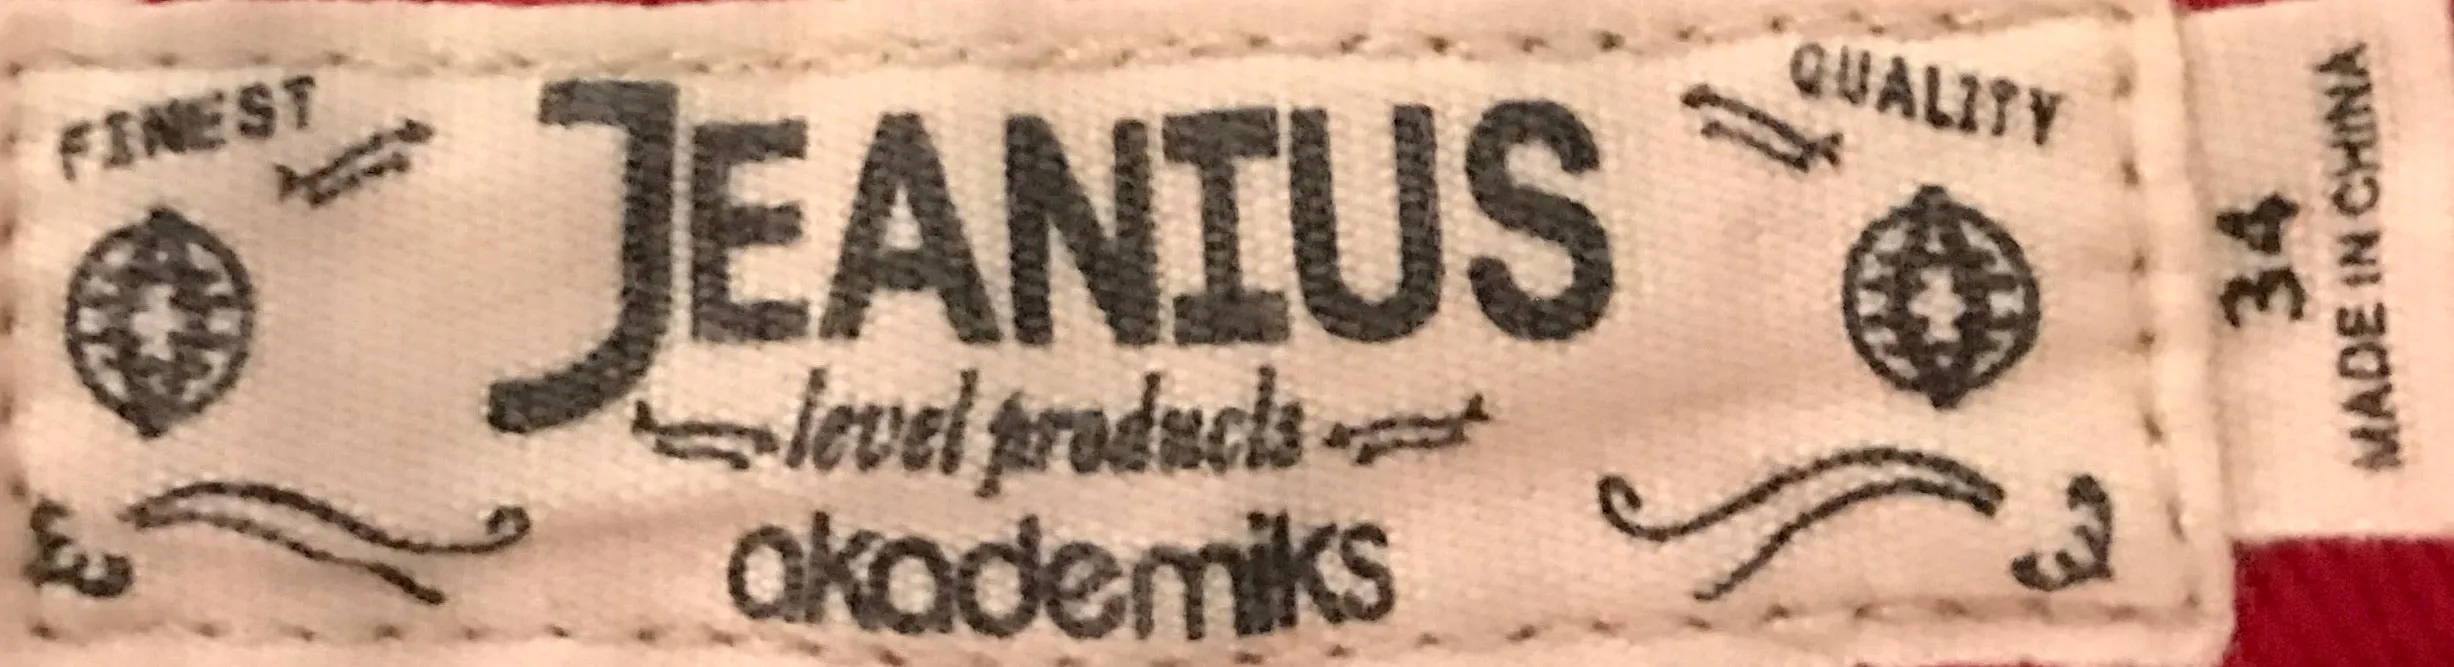 FINEST
QUALITY
JEANIUS
level products
akademiks
34
MADE IN CHINA